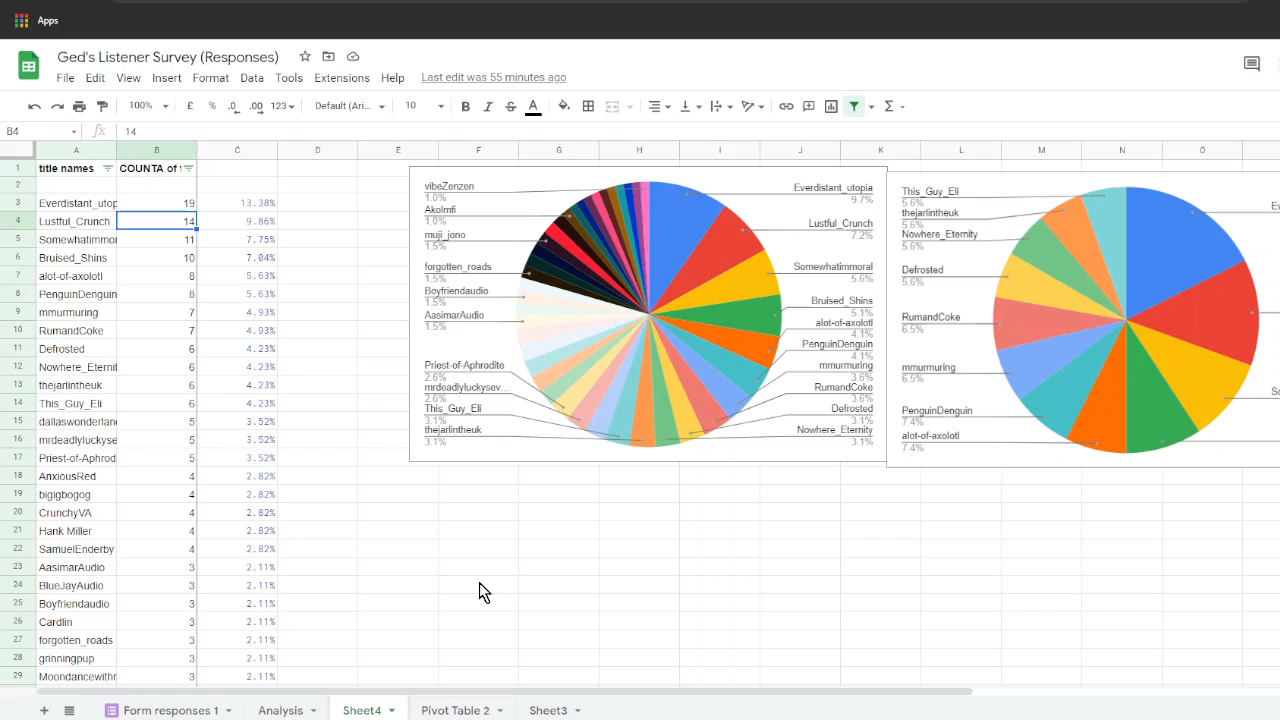 Apps
Ged's Listener Survey (Responses)
File Edit View Insert Format Data Tools Extensions Help Last edit was 55 minutes ago
100% £ % .0 .00 123 Default (Ari... 10 B I S A Σ
B4 fx 14
A B C D E F G H I J K L M N O
1 title names COUNTA of t
2
3 Everdistant_utop 19 13.38%
4 Lustful_Crunch 14 9.86%
5 Somewhatimmor 11 7.75%
6 Bruised_Shins 10 7.04%
7 alot-of-axolotl 8 5.63%
8 PenguinDenguin 8 5.63%
9 mmurmuring 7 4.93%
10 RumandCoke 7 4.93%
11 Defrosted 6 4.23%
12 Nowhere_Eternit 6 4.23%
13 thejarlintheuk 6 4.23%
14 This_Guy_Eli 6 4.23%
15 dallaswonderlan 5 3.52%
16 mrdeadlyluckyse 5 3.52%
17 Priest-of-Aphrod 5 3.52%
18 AnxiousRed 4 2.82%
19 bigigbogog 4 2.82%
20 CrunchyVA 4 2.82%
21 Hank Miller 4 2.82%
22 SamuelEnderby 4 2.82%
23 AasimarAudio 3 2.11%
24 BlueJayAudio 3 2.11%
25 Boyfriendaudio 3 2.11%
26 Cardlin 3 2.11%
27 forgotten_roads 3 2.11%
28 grinningpup 3 2.11%
29 Moondancewithr 3 2.11%
vibeZenzen
1.0%
Akolmfi
1.0%
muji_jono
1.5%
forgotten_roads
1.5%
Boyfriendaudio
1.5%
AasimarAudio
1.5%
Priest-of-Aphrodite
2.6%
mrdeadlyluckysev...
2.6%
This_Guy_Eli
3.1%
thejarlintheuk
3.1%
Everdistant_utopia
9.7%
Lustful_Crunch
7.2%
Somewhatimmoral
5.6%
Bruised_Shins
5.1%
alot-of-axolotl
4.1%
PenguinDenguin
4.1%
mmurmuring
3.6%
RumandCoke
3.6%
Defrosted
3.1%
Nowhere_Eternity
3.1%
This_Guy_Eli
5.6%
thejarlintheuk
5.6%
Nowhere_Eternity
5.6%
Defrosted
5.6%
RumandCoke
6.5%
mmurmuring
6.5%
PenguinDenguin
7.4%
alot-of-axolotl
7.4%
Ev
So
Form responses 1 Analysis Sheet4 Pivot Table 2 Sheet3